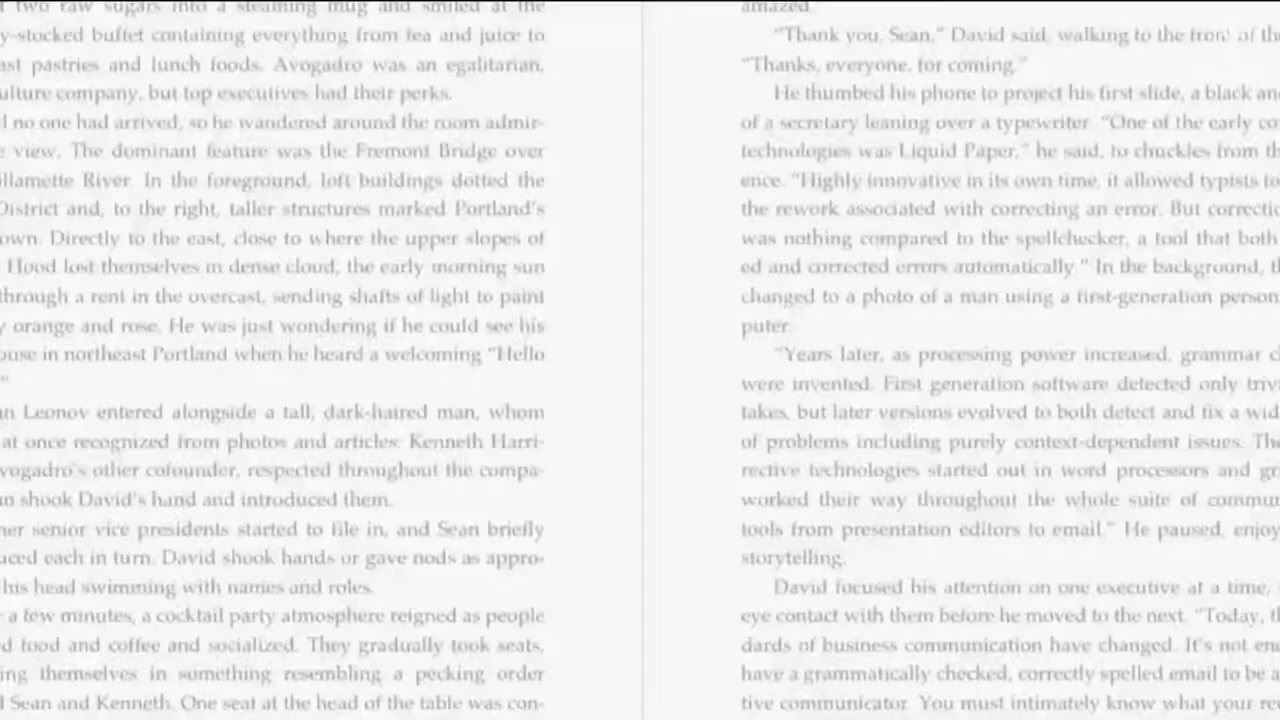 two raw sugars into a steaming mug and smiled at the
y-stocked buffet containing everything from tea and juice to
ast pastries and lunch foods. Avogadro was an egalitarian,
ulture company, but top executives had their perks.
l no one had arrived, so he wandered around the room admir-
e view. The dominant feature was the Fremont Bridge over
illamette River. In the foreground, loft buildings dotted the
District and, to the right, taller structures marked Portland's
own. Directly to the east, close to where the upper slopes of
Hood lost themselves in dense cloud, the early morning sun
through a rent in the overcast, sending shafts of light to paint
y orange and rose. He was just wondering if he could see his
ouse in northeast Portland when he heard a welcoming "Hello
"
n Leonov entered alongside a tall, dark-haired man, whom
at once recognized from photos and articles: Kenneth Harri-
vogadro's other cofounder, respected throughout the compa-
n shook David's hand and introduced them.
her senior vice presidents started to file in, and Sean briefly
uced each in turn. David shook hands or gave nods as appro-
his head swimming with names and roles.
a few minutes, a cocktail party atmosphere reigned as people
d food and coffee and socialized. They gradually took seats,
ing themselves in something resembling a pecking order
Sean and Kenneth. One seat at the head of the table was con-
amazed."
"Thank you, Sean," David said, walking to the front of the
"Thanks, everyone, for coming."
He thumbed his phone to project his first slide, a black an
of a secretary leaning over a typewriter. "One of the early co
technologies was Liquid Paper," he said, to chuckles from th
ence. "Highly innovative in its own time, it allowed typists to
the rework associated with correcting an error. But correctio
was nothing compared to the spellchecker, a tool that both
ed and corrected errors automatically." In the background, th
changed to a photo of a man using a first-generation person
puter.
"Years later, as processing power increased, grammar c
were invented. First generation software detected only triv
takes, but later versions evolved to both detect and fix a wid
of problems including purely context-dependent issues. The
rective technologies started out in word processors and gr
worked their way throughout the whole suite of commun
tools from presentation editors to email." He paused, enjoy
storytelling.
David focused his attention on one executive at a time,
eye contact with them before he moved to the next. "Today, th
dards of business communication have changed. It's not eno
have a grammatically checked, correctly spelled email to be a
tive communicator. You must intimately know what your re